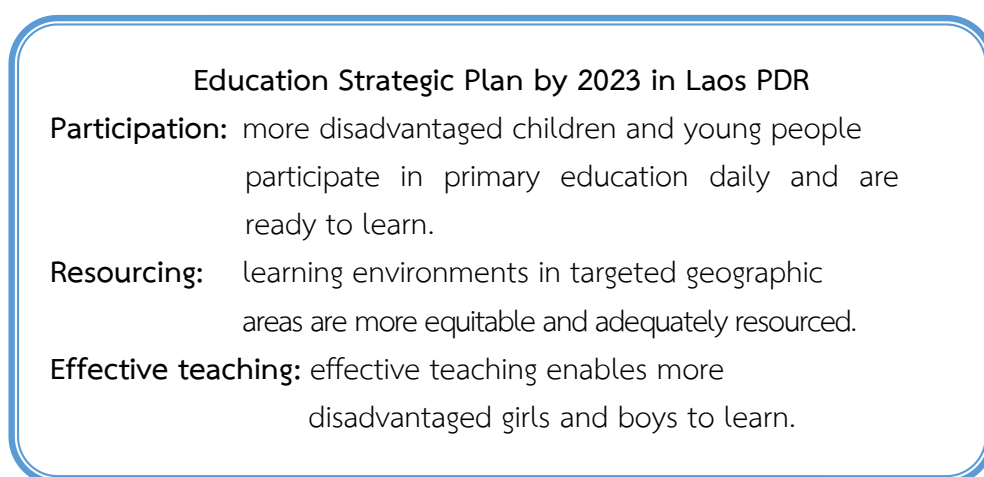 Education Strategic Plan by 2023 in Laos PDR
Participation: more disadvantaged children and young people
participate in primary education daily and are
ready to learn.
Resourcing: learning environments in targeted geographic
areas are more equitable and adequately resourced.
Effective teaching: effective teaching enables more
disadvantaged girls and boys to learn.